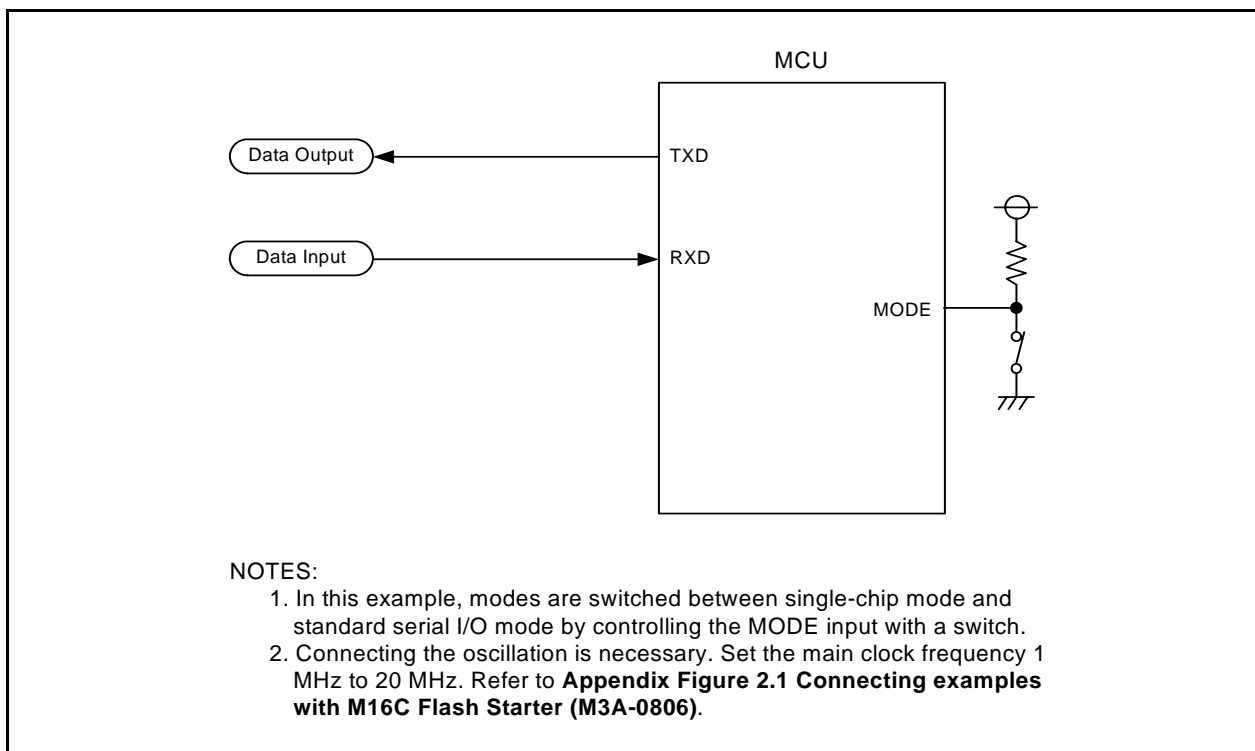 MCU
Data Output
TXD
Data Input
RXD
MODE
NOTES:
1. In this example, modes are switched between single-chip mode and
standard serial I/O mode by controlling the MODE input with a switch.
2. Connecting the oscillation is necessary. Set the main clock frequency 1
MHz to 20 MHz. Refer to Appendix Figure 2.1 Connecting examples
with M16C Flash Starter (M3A-0806).